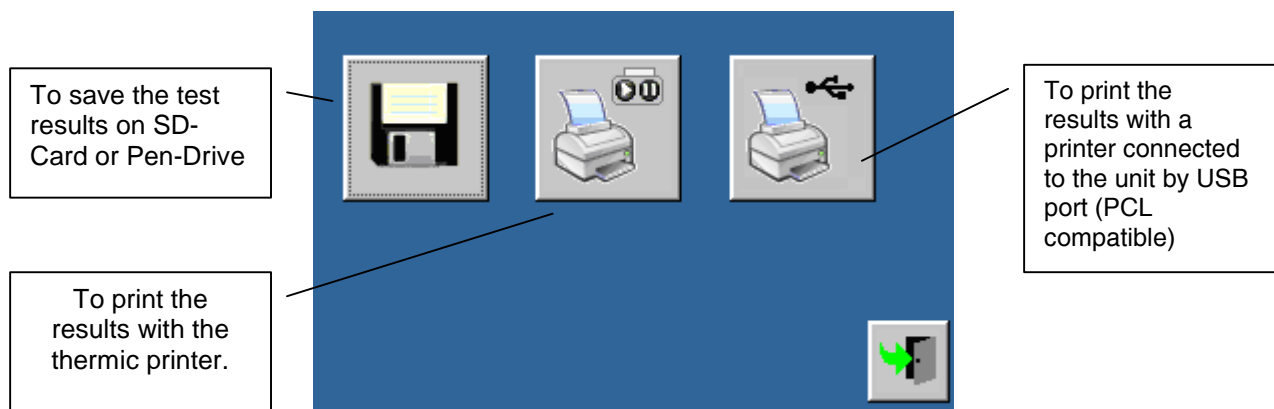 To save the test
results on SD-
Card or Pen-Drive
To print the
results with the
thermic printer.
To print the
results with a
printer connected
to the unit by USB
port (PCL
compatible)